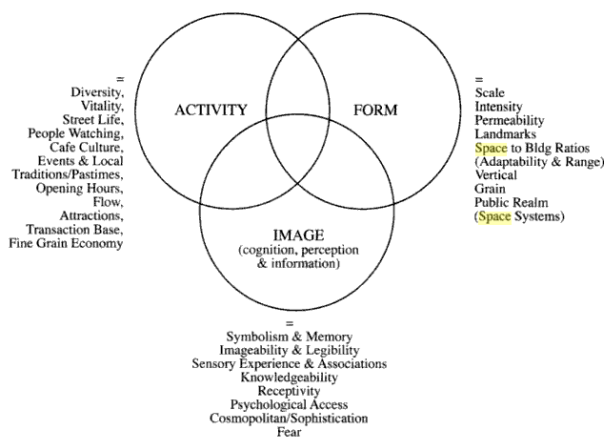 ACTIVITY
FORM
=
Diversity,
Vitality,
Street Life,
People Watching,
Cafe Culture,
Events & Local
Traditions/Pastimes,
Opening Hours,
Flow,
Attractions,
Transaction Base,
Fine Grain Economy
=
Scale
Intensity
Permeability
Landmarks
Space to Bldg Ratios
(Adaptability & Range)
Vertical
Grain
Public Realm
(Space Systems)
IMAGE
(cognition, perception
& information)
=
Symbolism & Memory
Imageability & Legibility
Sensory Experience & Associations
Knowledgeability
Receptivity
Psychological Access
Cosmopolitan/Sophistication
Fear